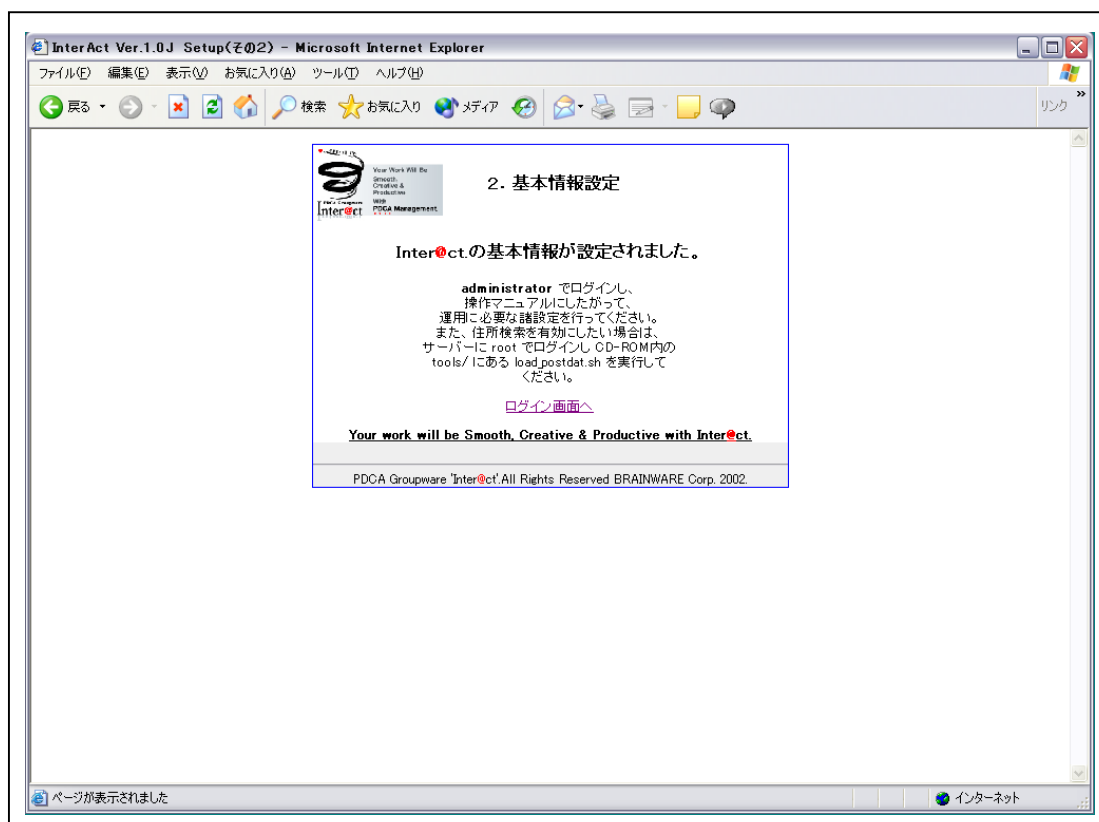 InterAct Ver.1.0J Setup(その2) - Microsoft Internet Explorer
ファイル(F) 編集(E) 表示(V) お気に入り(A) ツール(T) ヘルプ(H)
戻る 検索 お気に入り メディア リンク »
Your Work Will Be
Smooth,
Creative &
Productive
PDCA Groupware WEB
Inter@ct PDCA Management.
2. 基本情報設定
Inter@ct.の基本情報が設定されました。
administrator でログインし、
操作マニュアルにしたがって、
運用に必要な諸設定を行ってください。
また、住所検索を有効にしたい場合は、
サーバーに root でログインし CD-ROM内の
tools/ にある load_postdat.sh を実行して
ください。
ログイン画面へ
Your work will be Smooth, Creative & Productive with Inter@ct.
PDCA Groupware 'Inter@ct'.All Rights Reserved BRAINWARE Corp. 2002.
ページが表示されました インターネット